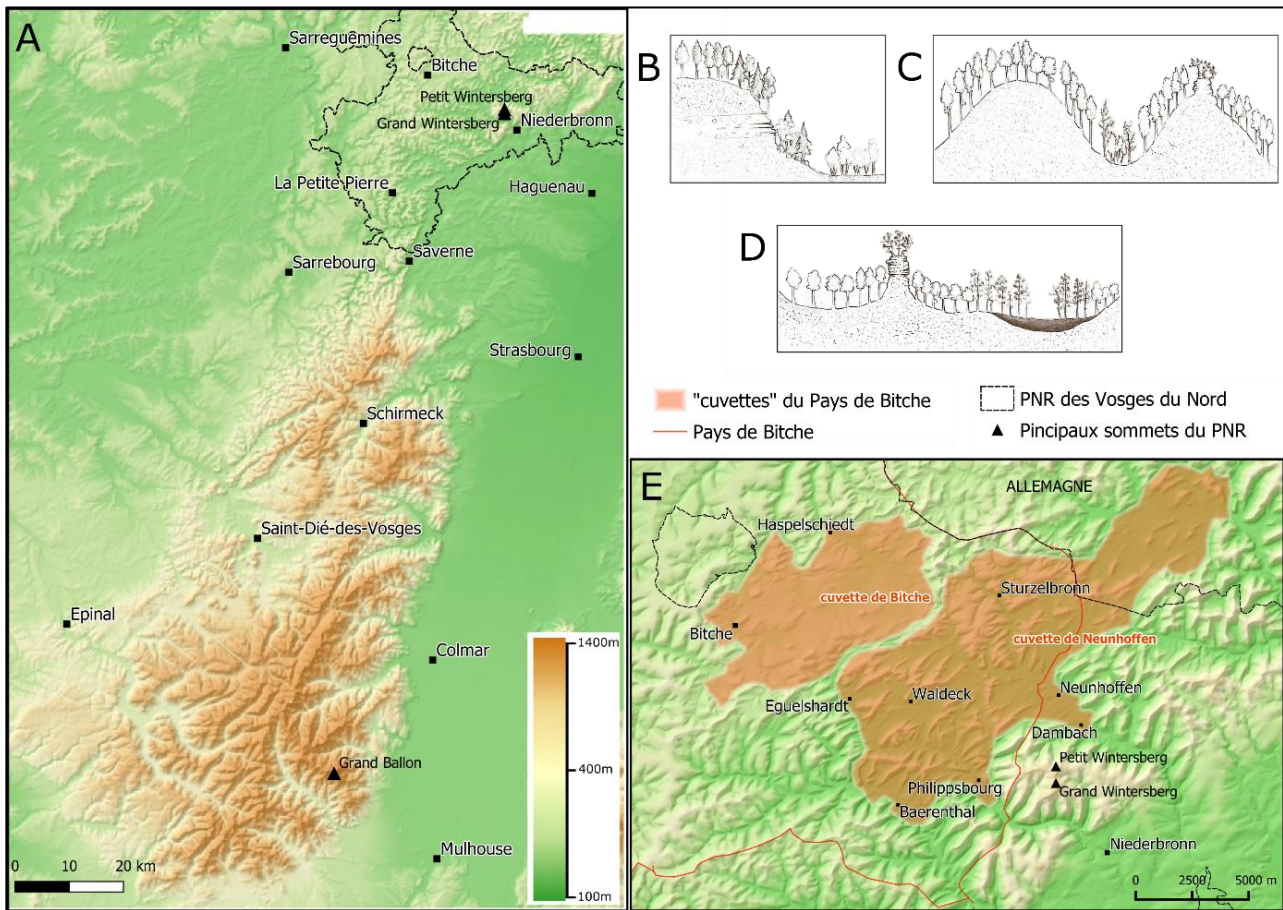 A
Sarreguemines
Bitche
Petit Wintersberg
Grand Wintersberg
Niederbronn
La Petite Pierre
Haguenau
Saverne
Sarrebourg
Strasbourg
Schirmeck
Saint-Dié-des-Vosges
Epinal
Colmar
Grand Ballon
Mulhouse
0 10 20 km
1400m
400m
100m
B
C
D
"cuvettes" du Pays de Bitche
Pays de Bitche
PNR des Vosges du Nord
Pincipaux sommets du PNR
E
ALLEMAGNE
Haspelschiedt
cuvette de Bitche
Sturzelbronn
Bitche
cuvette de Neunhoffen
Eguelshardt
Waldeck
Neunhoffen
Dambach
Petit Wintersberg
Philippsbourg
Grand Wintersberg
Baerenthal
Niederbronn
0 2500 5000 m